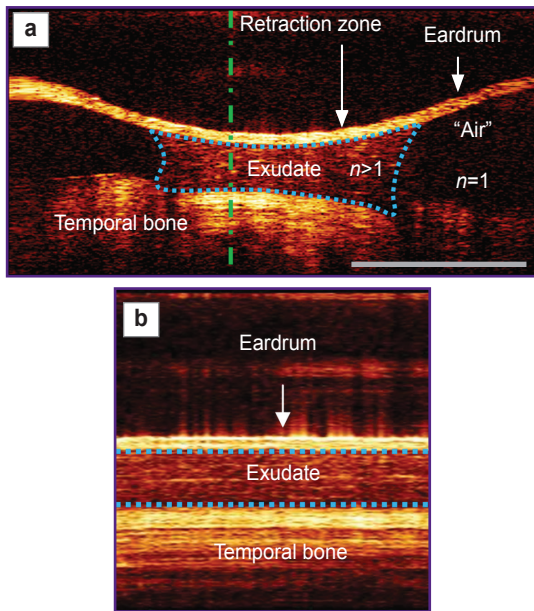 a
Retraction zone
Eardrum
"Air"
Exudate n>1
n=1
Temporal bone
b
Eardrum
Exudate
Temporal bone